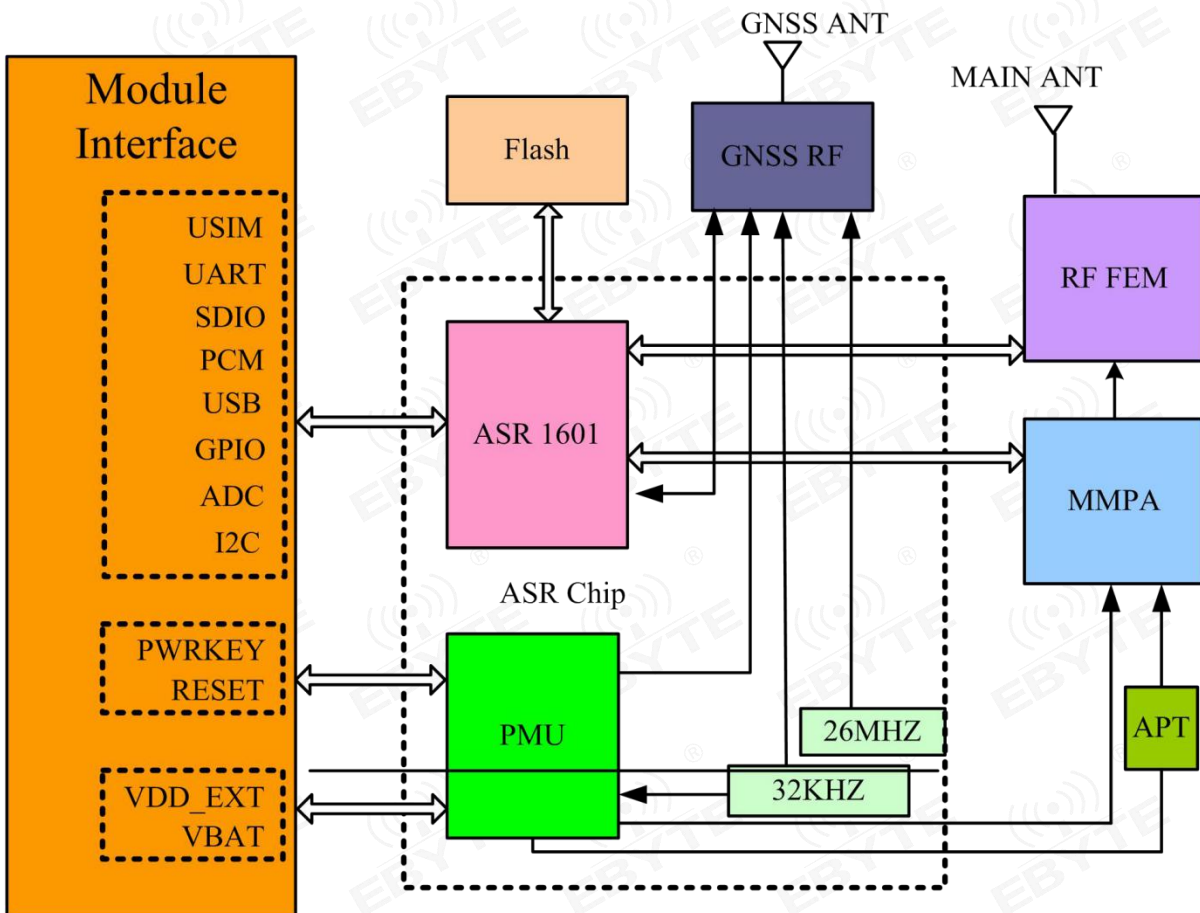 GNSS ANT
MAIN ANT
Module
Interface
USIM
UART
SDIO
PCM
USB
GPIO
ADC
I2C
PWRKEY
RESET
VDD_EXT
VBAT
Flash
GNSS RF
RF FEM
ASR 1601
MMPA
ASR Chip
PMU
26MHZ
32KHZ
APT
EBYTE
®